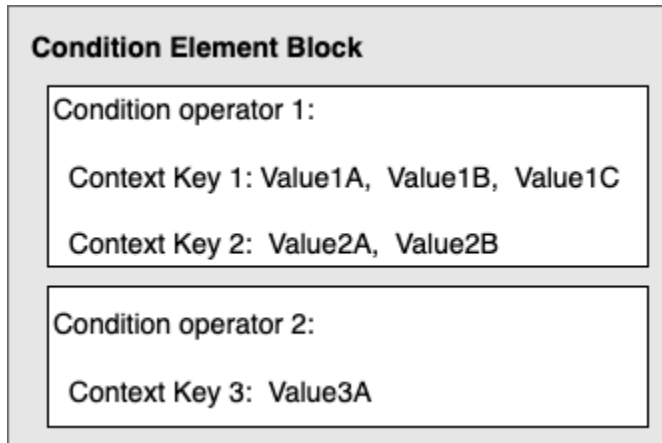 Condition Element Block
Condition operator 1:
Context Key 1: Value1A, Value1B, Value1C
Context Key 2: Value2A, Value2B
Condition operator 2:
Context Key 3: Value3A